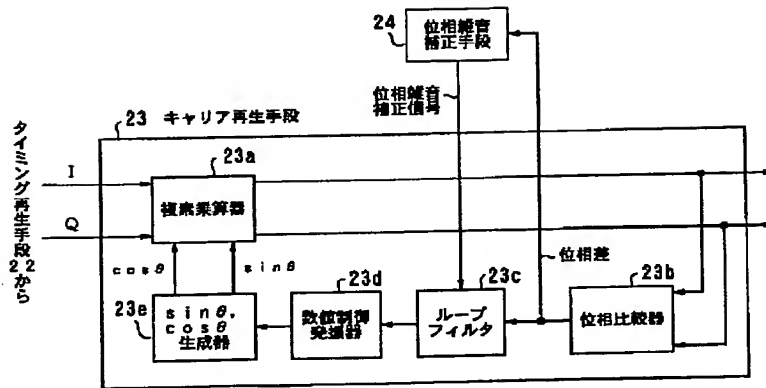 24
位相雑音
補正手段
位相雑音
補正信号
23 キャリア再生手段
タイミング再生手段22から
I
Q
23a
複素乗算器
cosθ
sinθ
位相差
23e
sinθ,
cosθ
生成器
23d
数値制御
発振器
23c
ループ
フィルタ
23b
位相比較器